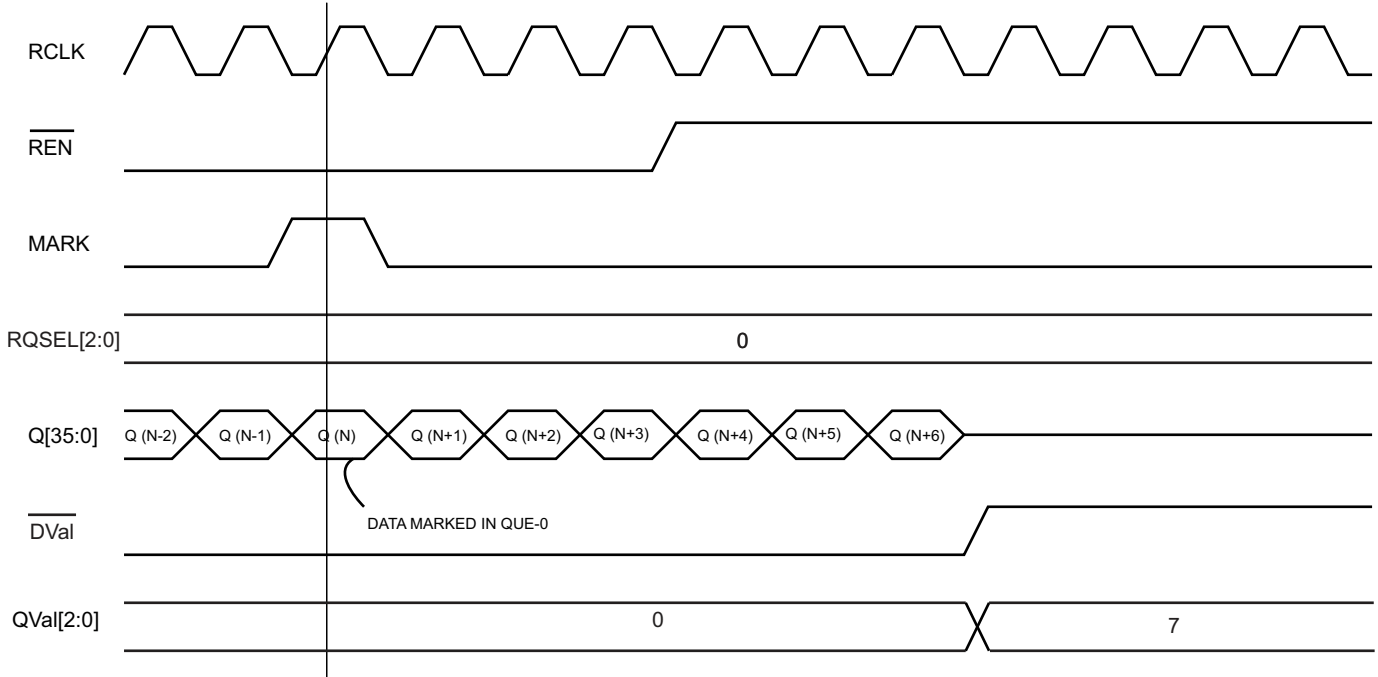 RCLK
REN
MARK
RQSEL[2:0] 0
Q[35:0] Q (N-2) Q (N-1) Q (N) Q (N+1) Q (N+2) Q (N+3) Q (N+4) Q (N+5) Q (N+6)
DATA MARKED IN QUE-0
DVal
QVal[2:0] 0 7